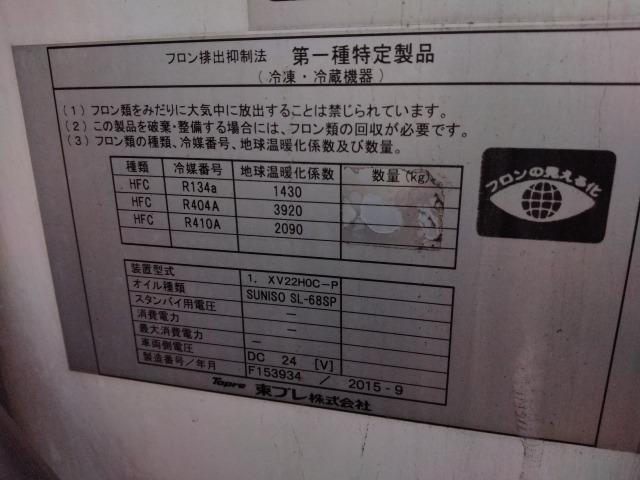 フロン排出抑制法 第一種特定製品
(冷凍・冷蔵機器)
(1) フロン類をみだりに大気中に放出することは禁じられています。
(2) この製品を破棄・整備する場合には、フロン類の回収が必要です。
(3) フロン類の種類、冷媒番号、地球温暖化係数及び数量。
種類 冷媒番号 地球温暖化係数 数量(kg)
HFC R134a 1430
HFC R404A 3920
HFC R410A 2090
フロンの見える化
装置型式 1. XV22HOC-P
オイル種類 SUNISO SL-68SP
スタンバイ用電圧 －
消費電力 －
最大消費電力 －
車両側電圧 DC 24 [V]
製造番号/年月 F153934 / 2015-9
Topre 東プレ株式会社